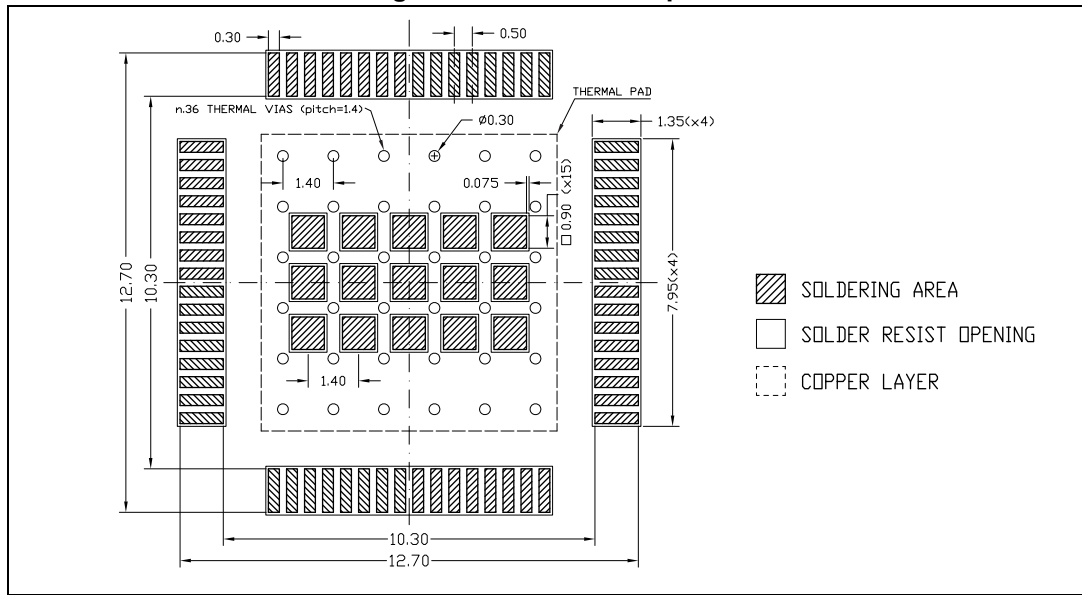 0.30
0.50
n.36 THERMAL VIAS (pitch=1.4)
THERMAL PAD
Ø0.30
1.35(x4)
1.40
0.075
□ 0.90 (x15)
12.70
10.30
7.95(x4)
1.40
10.30
12.70
SOLDERING AREA
SOLDER RESIST OPENING
COPPER LAYER